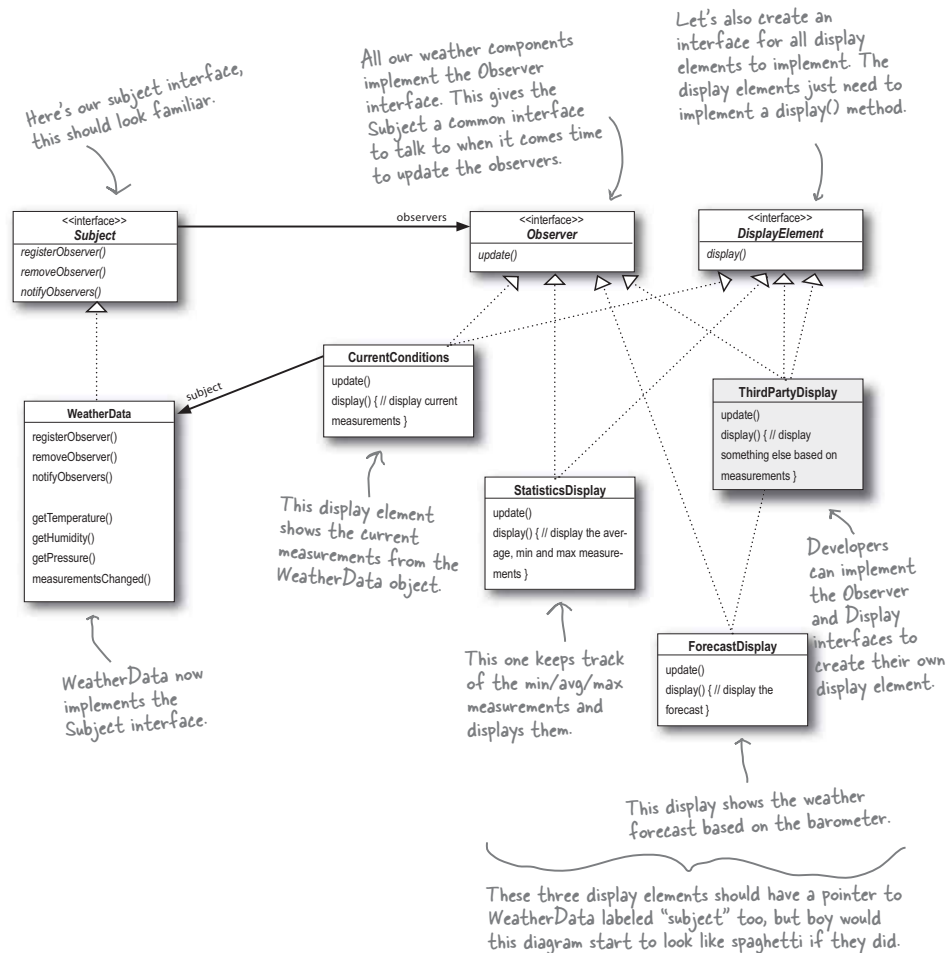 Here's our subject interface,
this should look familiar.
All our weather components
implement the Observer
interface. This gives the
Subject a common interface
to talk to when it comes time
to update the observers.
Let's also create an
interface for all display
elements to implement. The
display elements just need to
implement a display() method.
<<interface>>
Subject
registerObserver()
removeObserver()
notifyObservers()
observers
<<interface>>
Observer
update()
<<interface>>
DisplayElement
display()
subject
WeatherData
registerObserver()
removeObserver()
notifyObservers()
getTemperature()
getHumidity()
getPressure()
measurementsChanged()
WeatherData now
implements the
Subject interface.
CurrentConditions
update()
display() { // display current
measurements }
This display element
shows the current
measurements from the
WeatherData object.
StatisticsDisplay
update()
display() { // display the aver-
age, min and max measure-
ments }
This one keeps track
of the min/avg/max
measurements and
displays them.
ThirdPartyDisplay
update()
display() { // display
something else based on
measurements }
Developers
can implement
the Observer
and Display
interfaces to
create their own
display element.
ForecastDisplay
update()
display() { // display the
forecast }
This display shows the weather
forecast based on the barometer.
These three display elements should have a pointer to
WeatherData labeled “subject” too, but boy would
this diagram start to look like spaghetti if they did.